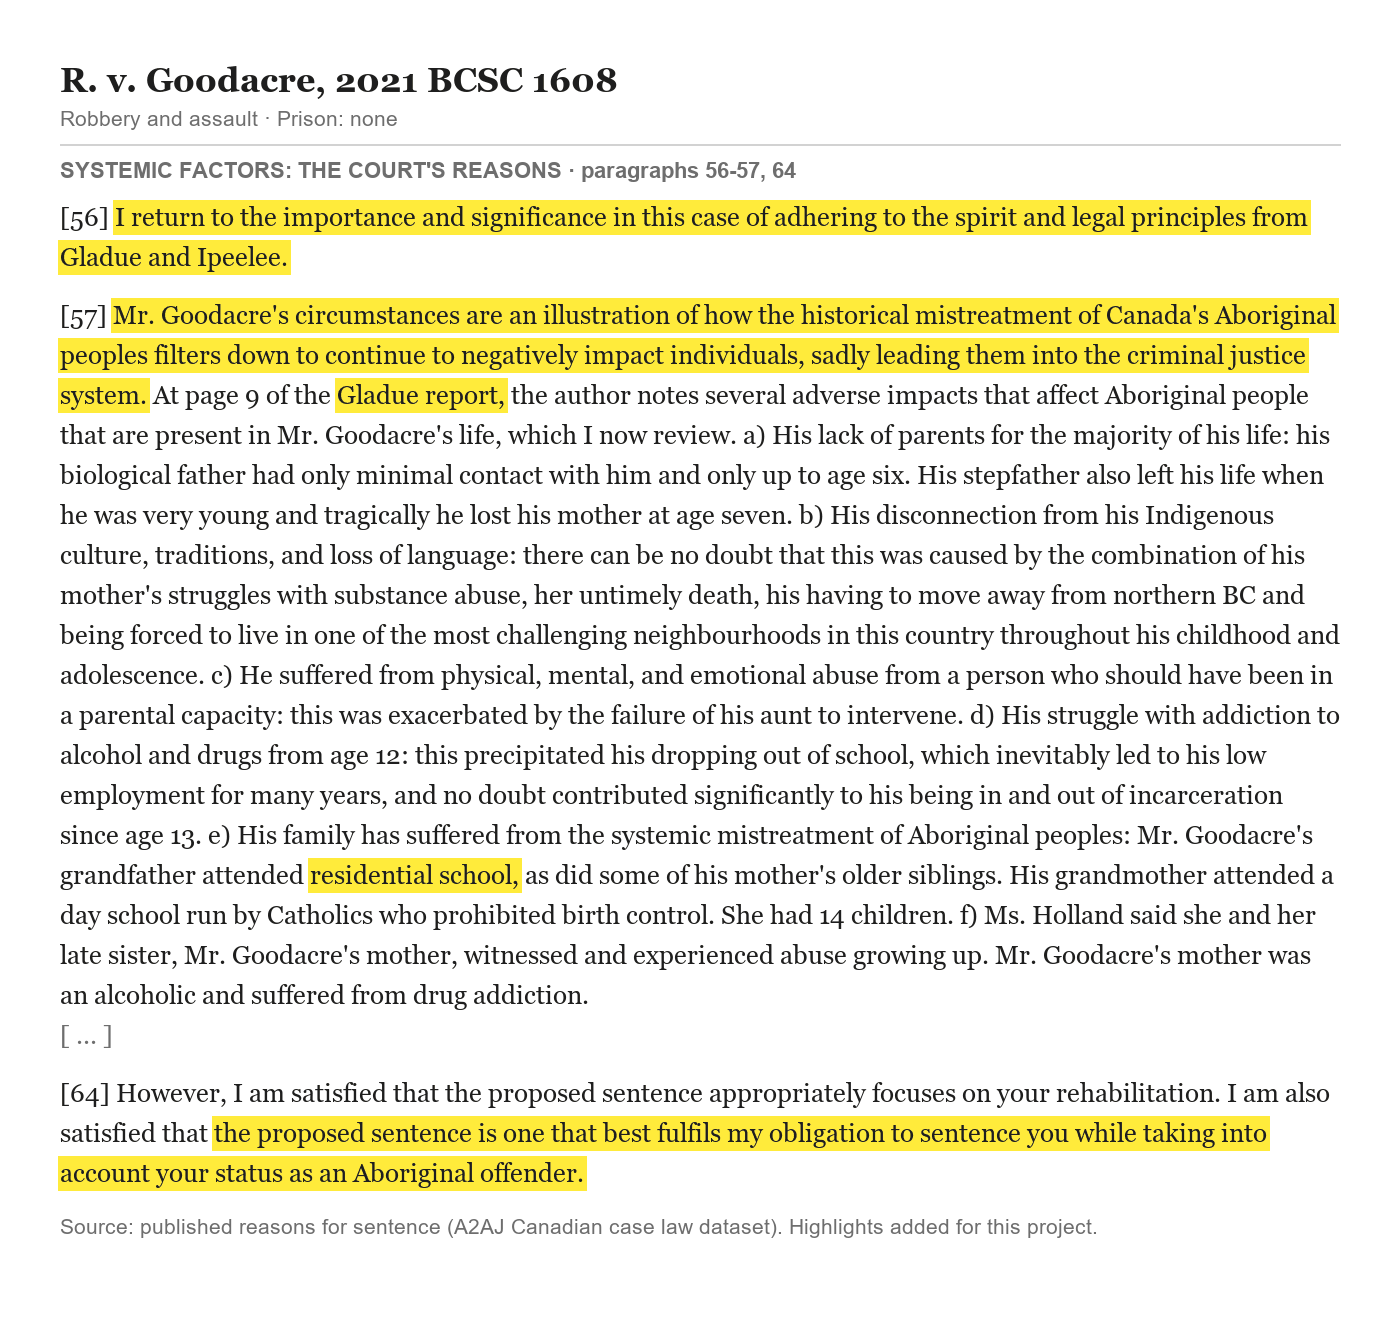 R. v. Goodacre, 2021 BCSC 1608
Robbery and assault · Prison: none
SYSTEMIC FACTORS: THE COURT'S REASONS · paragraphs 56-57, 64
[56] I return to the importance and significance in this case of adhering to the spirit and legal principles from
Gladue and Ipeelee.
[57] Mr. Goodacre's circumstances are an illustration of how the historical mistreatment of Canada's Aboriginal
peoples filters down to continue to negatively impact individuals, sadly leading them into the criminal justice
system. At page 9 of the Gladue report, the author notes several adverse impacts that affect Aboriginal people
that are present in Mr. Goodacre's life, which I now review. a) His lack of parents for the majority of his life: his
biological father had only minimal contact with him and only up to age six. His stepfather also left his life when
he was very young and tragically he lost his mother at age seven. b) His disconnection from his Indigenous
culture, traditions, and loss of language: there can be no doubt that this was caused by the combination of his
mother's struggles with substance abuse, her untimely death, his having to move away from northern BC and
being forced to live in one of the most challenging neighbourhoods in this country throughout his childhood and
adolescence. c) He suffered from physical, mental, and emotional abuse from a person who should have been in
a parental capacity: this was exacerbated by the failure of his aunt to intervene. d) His struggle with addiction to
alcohol and drugs from age 12: this precipitated his dropping out of school, which inevitably led to his low
employment for many years, and no doubt contributed significantly to his being in and out of incarceration
since age 13. e) His family has suffered from the systemic mistreatment of Aboriginal peoples: Mr. Goodacre's
grandfather attended residential school, as did some of his mother's older siblings. His grandmother attended a
day school run by Catholics who prohibited birth control. She had 14 children. f) Ms. Holland said she and her
late sister, Mr. Goodacre's mother, witnessed and experienced abuse growing up. Mr. Goodacre's mother was
an alcoholic and suffered from drug addiction.
[ ... ]
[64] However, I am satisfied that the proposed sentence appropriately focuses on your rehabilitation. I am also
satisfied that the proposed sentence is one that best fulfils my obligation to sentence you while taking into
account your status as an Aboriginal offender.
Source: published reasons for sentence (A2AJ Canadian case law dataset). Highlights added for this project.